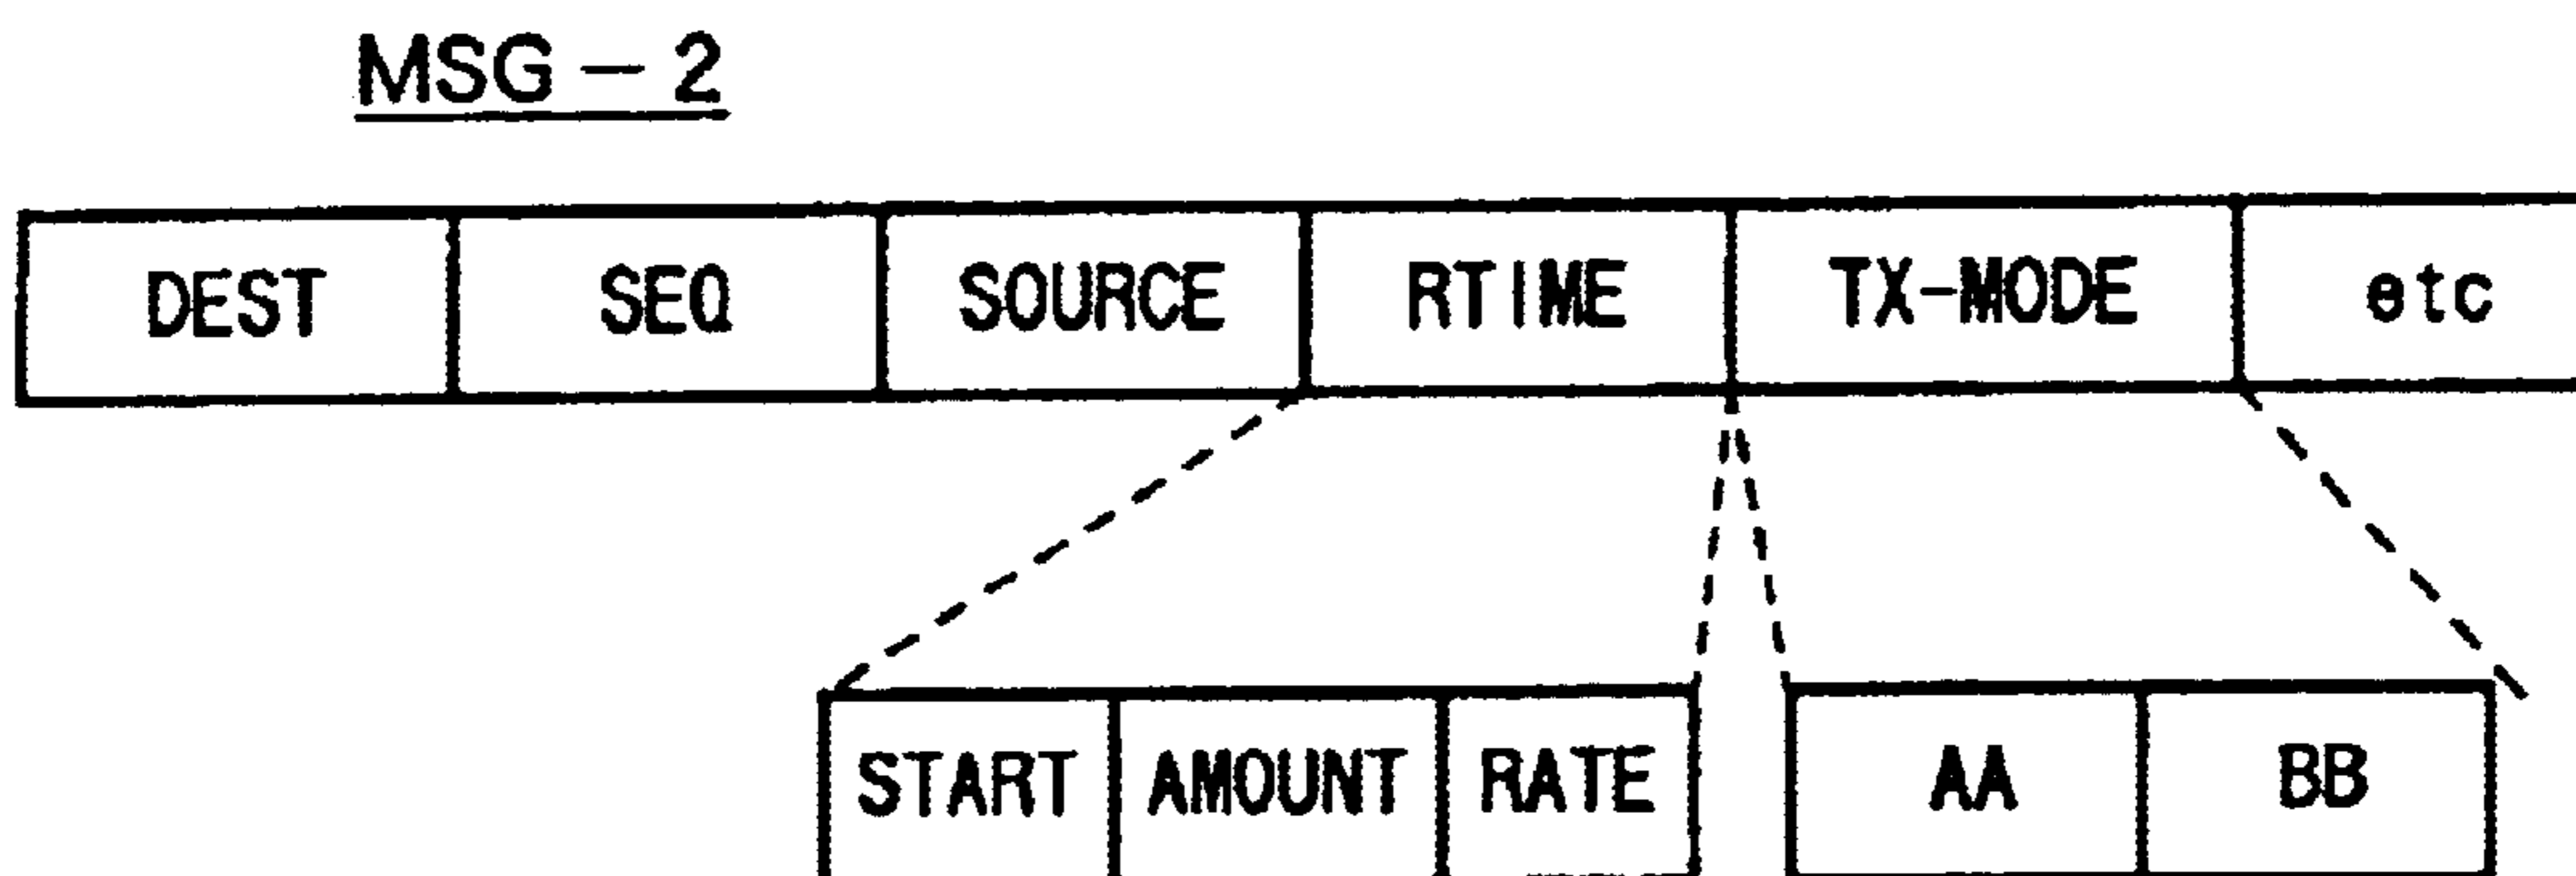 MSG – 2
DEST SEQ SOURCE RTIME TX-MODE etc
START AMOUNT RATE AA BB